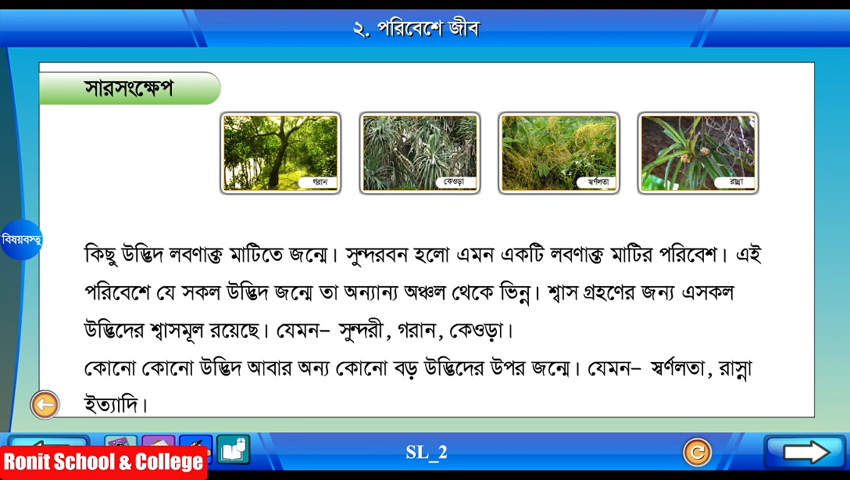 ২. পরিবেশে জীব
সারসংক্ষেপ
গরান
কেওড়া
স্বর্ণলতা
রাস্না
বিষয়বস্তু
কিছু উদ্ভিদ লবণাক্ত মাটিতে জন্মে। সুন্দরবন হলো এমন একটি লবণাক্ত মাটির পরিবেশ। এই
পরিবেশে যে সকল উদ্ভিদ জন্মে তা অন্যান্য অঞ্চল থেকে ভিন্ন। শ্বাস গ্রহণের জন্য এসকল
উদ্ভিদের শ্বাসমূল রয়েছে। যেমন– সুন্দরী, গরান, কেওড়া।
কোনো কোনো উদ্ভিদ আবার অন্য কোনো বড় উদ্ভিদের উপর জন্মে। যেমন– স্বর্ণলতা, রাস্না
ইত্যাদি।
SL_2
Ronit School & College